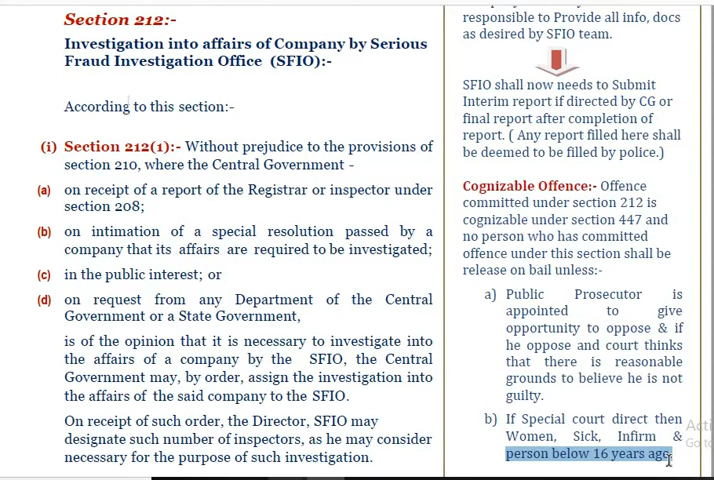 Section 212:-
Investigation into affairs of Company by Serious
Fraud Investigation Office (SFIO):-
According to this section:-
(i) Section 212(1):- Without prejudice to the provisions of
section 210, where the Central Government -
(a) on receipt of a report of the Registrar or inspector under
section 208;
(b) on intimation of a special resolution passed by a
company that its affairs are required to be investigated;
(c) in the public interest; or
(d) on request from any Department of the Central
Government or a State Government,
is of the opinion that it is necessary to investigate into
the affairs of a company by the SFIO, the Central
Government may, by order, assign the investigation into
the affairs of the said company to the SFIO.
On receipt of such order, the Director, SFIO may
designate such number of inspectors, as he may consider
necessary for the purpose of such investigation.
responsible to Provide all info, docs
as desired by SFIO team.
SFIO shall now needs to Submit
Interim report if directed by CG or
final report after completion of
report. ( Any report filled here shall
be deemed to be filled by police.)
Cognizable Offence:- Offence
committed under section 212 is
cognizable under section 447 and
no person who has committed
offence under this section shall be
release on bail unless:-
a) Public Prosecutor is
appointed to give
opportunity to oppose & if
he oppose and court thinks
that there is reasonable
grounds to believe he is not
guilty.
b) If Special court direct then
Women, Sick, Infirm &
person below 16 years age.
Acti
Go to